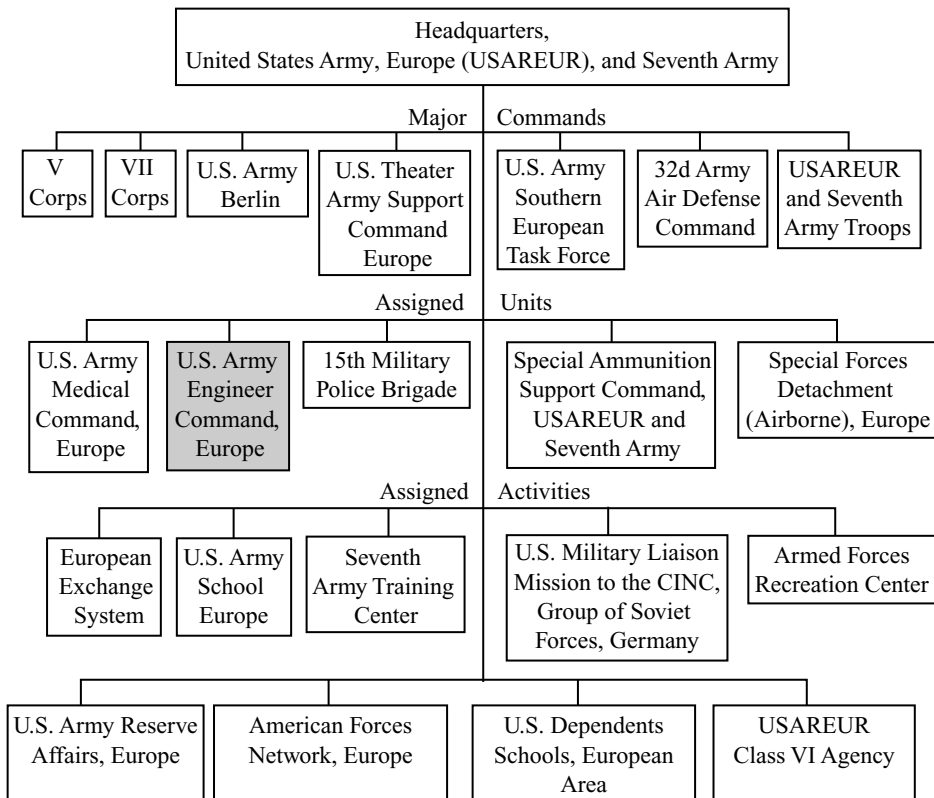 Headquarters,
United States Army, Europe (USAREUR), and Seventh Army
Major Commands
V
Corps
VII
Corps
U.S. Army
Berlin
U.S. Theater
Army Support
Command
Europe
U.S. Army
Southern
European
Task Force
32d Army
Air Defense
Command
USAREUR
and Seventh
Army Troops
Assigned Units
U.S. Army
Medical
Command,
Europe
U.S. Army
Engineer
Command,
Europe
15th Military
Police Brigade
Special Ammunition
Support Command,
USAREUR and
Seventh Army
Special Forces
Detachment
(Airborne), Europe
Assigned Activities
European
Exchange
System
U.S. Army
School
Europe
Seventh
Army Training
Center
U.S. Military Liaison
Mission to the CINC,
Group of Soviet
Forces, Germany
Armed Forces
Recreation Center
U.S. Army Reserve
Affairs, Europe
American Forces
Network, Europe
U.S. Dependents
Schools, European
Area
USAREUR
Class VI Agency